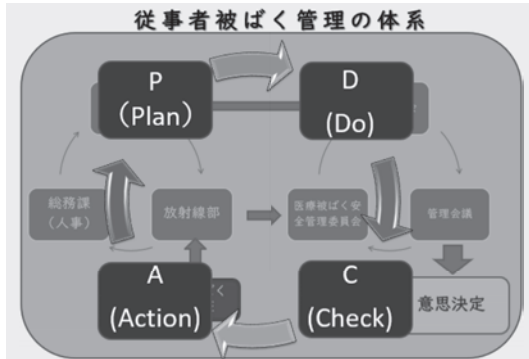 従事者被ばく管理の体系
P
(Plan)
D
(Do)
総務課
(人事)
放射線部
医療被ばく安
全管理委員会
管理会議
A
(Action)
く
C
(Check)
意思決定